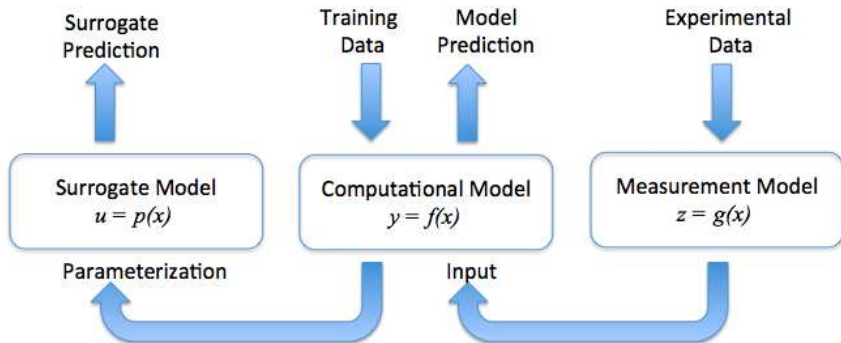 Surrogate
Prediction
Training
Data
Model
Prediction
Experimental
Data
Surrogate Model
u = p(x)
Computational Model
y = f(x)
Measurement Model
z = g(x)
Parameterization
Input